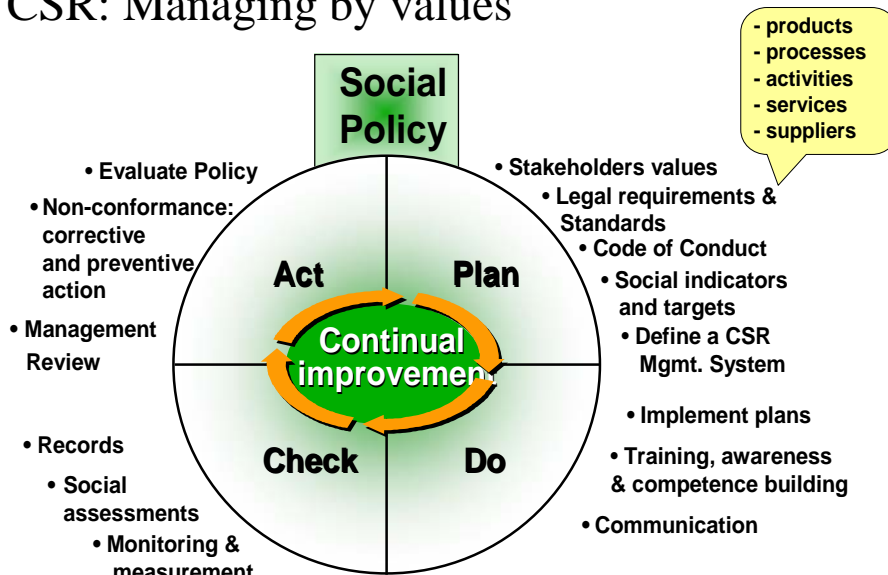 CSR: Managing by values
- products
- processes
- activities
- services
- suppliers
Social
Policy
• Evaluate Policy
• Non-conformance:
corrective
and preventive
action
• Management
Review
• Stakeholders values
• Legal requirements &
Standards
• Code of Conduct
• Social indicators
and targets
• Define a CSR
Mgmt. System
Act
Plan
Continual
improvement
Check
Do
• Records
• Social
assessments
• Monitoring &
measurement
• Implement plans
• Training, awareness
& competence building
• Communication